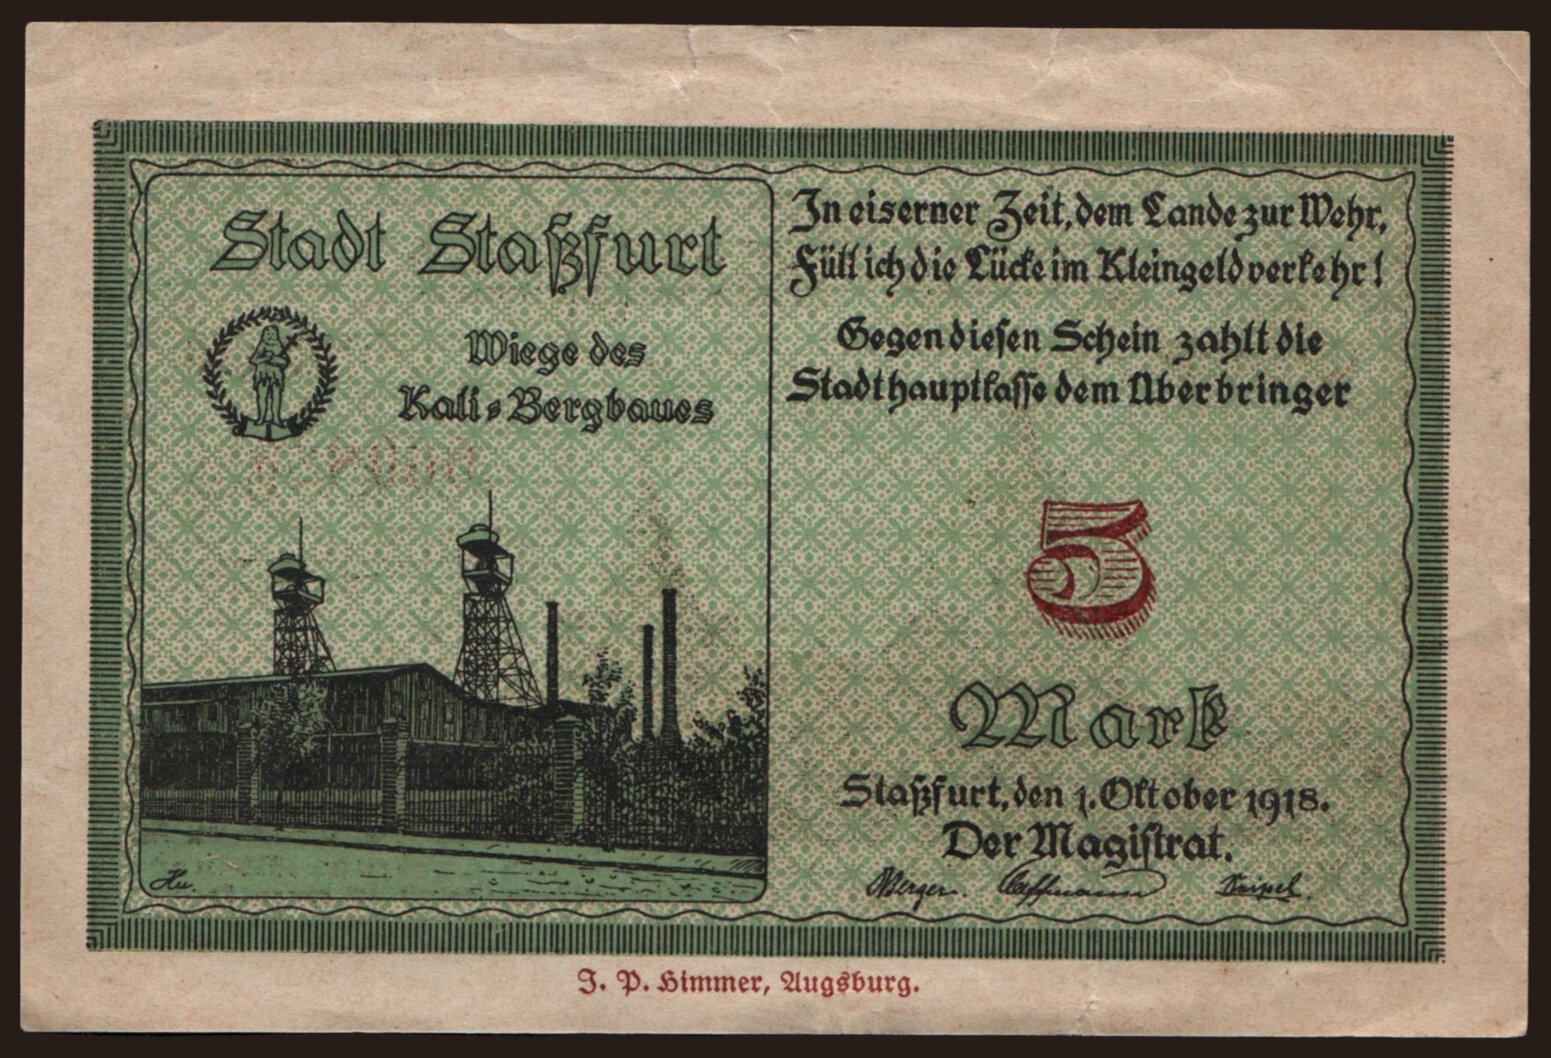 Stadt Staßfurt
Wiege des
Kali-Bergbaues
Hu.
In eiserner Zeit, dem Lande zur Wehr,
Füll ich die Lücke im Kleingeldverkehr!
Gegen diesen Schein zahlt die
Stadthauptkasse dem Überbringer
5
Mark
Staßfurt, den 1. Oktober 1918.
Der Magistrat.
Berger
J. P. Himmer, Augsburg.